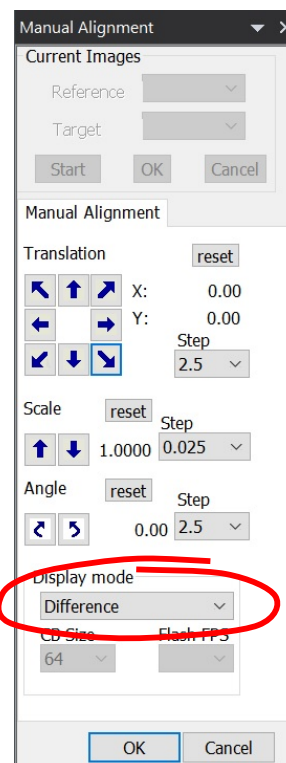 Manual Alignment
Current Images
Reference
Target
Start OK Cancel
Manual Alignment
Translation reset
X: 0.00
Y: 0.00
Step
2.5
Scale reset
Step
1.0000 0.025
Angle reset
Step
0.00 2.5
Display mode
Difference
CB Size Flash FPS
64
OK Cancel